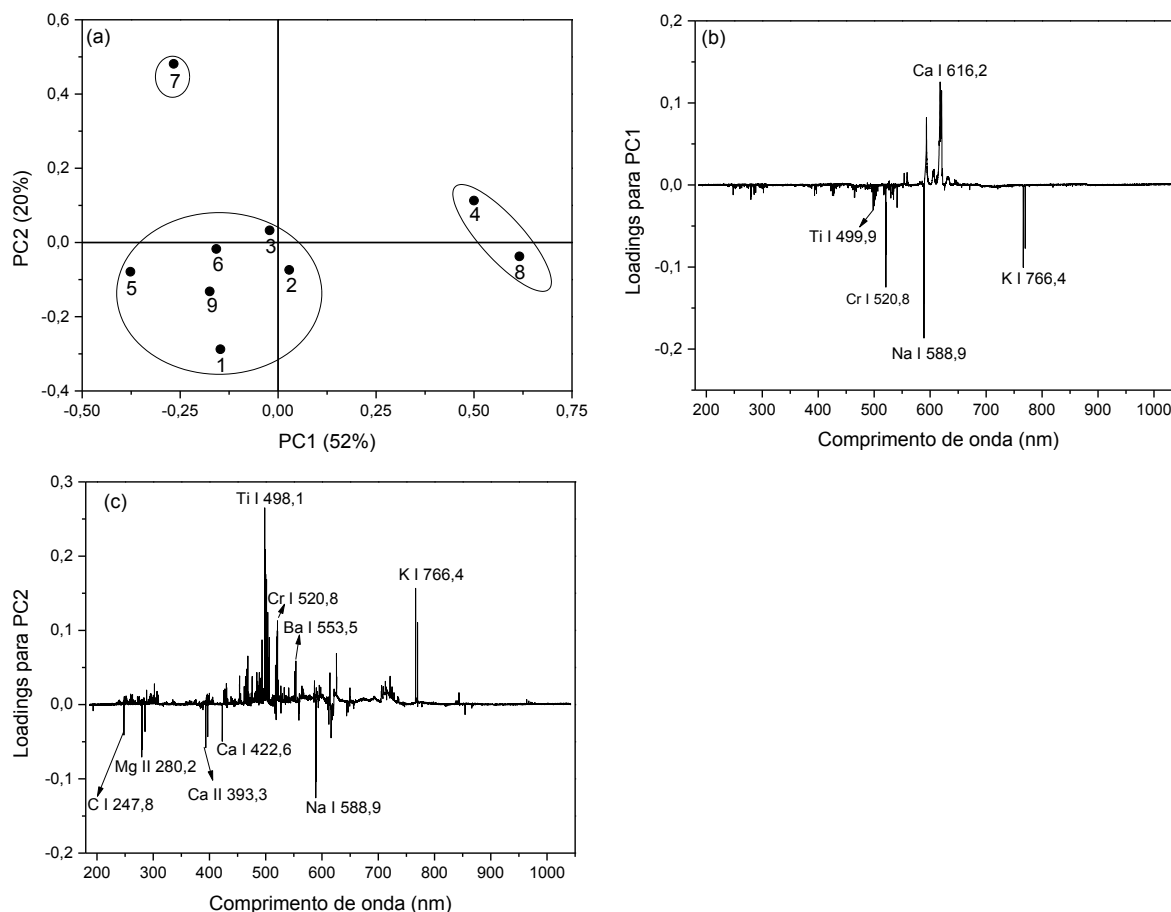 (a)
0,6
0,4
0,2
0,0
-0,2
-0,4
PC2 (20%)
7
4
3
8
6
2
5
9
1
-0,50
-0,25
0,00
0,25
0,50
0,75
PC1 (52%)
(b)
0,2
0,1
0,0
-0,1
-0,2
Loadings para PC1
Ca I 616,2
Ti I 499,9
Cr I 520,8
K I 766,4
Na I 588,9
200
300
400
500
600
700
800
900
1000
Comprimento de onda (nm)
(c)
0,3
0,2
0,1
0,0
-0,1
-0,2
Loadings para PC2
Ti I 498,1
K I 766,4
Cr I 520,8
Ba I 553,5
Ca I 422,6
Mg II 280,2
Ca II 393,3
C I 247,8
Na I 588,9
200
300
400
500
600
700
800
900
1000
Comprimento de onda (nm)